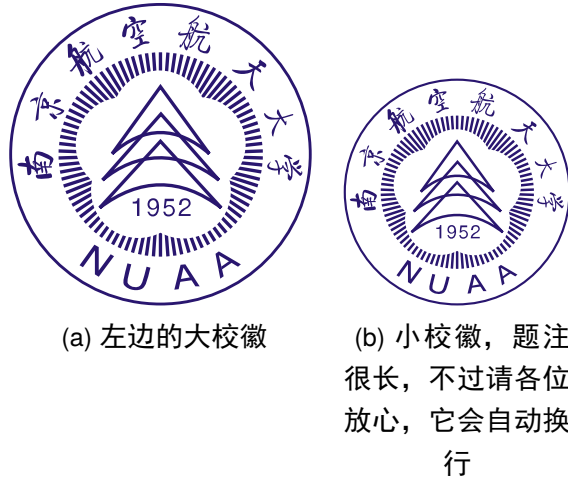 南京航空航天大学
1952
NUAA
南京航空航天大学
1952
NUAA
(a) 左边的大校徽
(b) 小校徽，题注
很长，不过请各位
放心，它会自动换
行